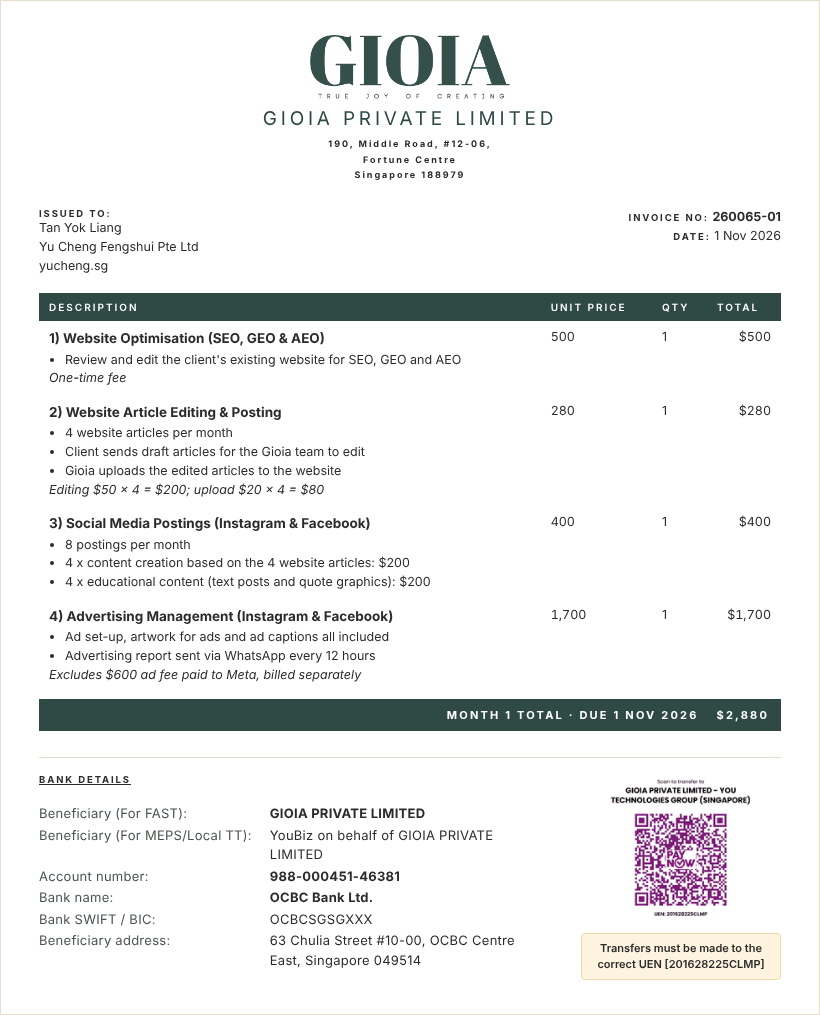 GIOIA
TRUE JOY OF CREATING
GIOIA PRIVATE LIMITED
190, Middle Road, #12-06,
Fortune Centre
Singapore 188979
ISSUED TO:
Tan Yok Liang
Yu Cheng Fengshui Pte Ltd
yucheng.sg
INVOICE NO: 260065-01
DATE: 1 Nov 2026
DESCRIPTION UNIT PRICE QTY TOTAL
1) Website Optimisation (SEO, GEO & AEO) 500 1 $500
• Review and edit the client's existing website for SEO, GEO and AEO
One-time fee
2) Website Article Editing & Posting 280 1 $280
• 4 website articles per month
• Client sends draft articles for the Gioia team to edit
• Gioia uploads the edited articles to the website
Editing $50 × 4 = $200; upload $20 × 4 = $80
3) Social Media Postings (Instagram & Facebook) 400 1 $400
• 8 postings per month
• 4 x content creation based on the 4 website articles: $200
• 4 x educational content (text posts and quote graphics): $200
4) Advertising Management (Instagram & Facebook) 1,700 1 $1,700
• Ad set-up, artwork for ads and ad captions all included
• Advertising report sent via WhatsApp every 12 hours
Excludes $600 ad fee paid to Meta, billed separately
MONTH 1 TOTAL · DUE 1 NOV 2026 $2,880
BANK DETAILS
Beneficiary (For FAST): GIOIA PRIVATE LIMITED
Beneficiary (For MEPS/Local TT): YouBiz on behalf of GIOIA PRIVATE
LIMITED
Account number: 988-000451-46381
Bank name: OCBC Bank Ltd.
Bank SWIFT / BIC: OCBCSGSGXXX
Beneficiary address: 63 Chulia Street #10-00, OCBC Centre
East, Singapore 049514
Scan to transfer to
GIOIA PRIVATE LIMITED - YOU
TECHNOLOGIES GROUP (SINGAPORE)
PAY
NOW
UEN: 201628225CLMP
Transfers must be made to the
correct UEN [201628225CLMP]